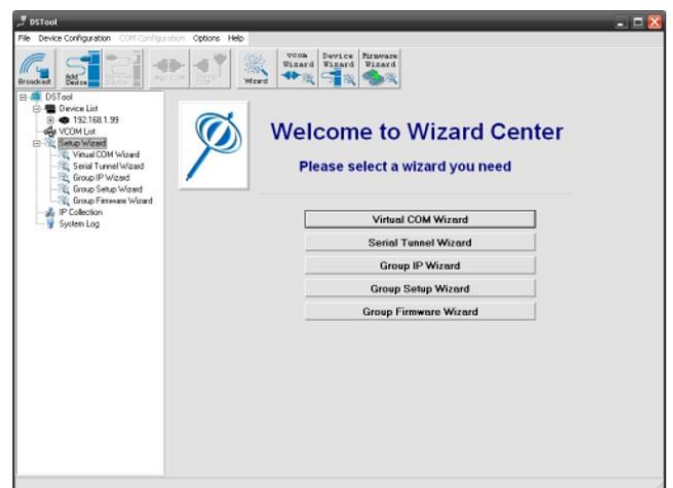 DSTool
File Device Configuration COM Configuration Options Help
Broadcast
Add Device
Wizard
VCOM Wizard
Device Wizard
Firmware Wizard
DSTool
Device List
192.168.1.99
VCOM List
Setup Wizard
Virtual COM Wizard
Serial Tunnel Wizard
Group IP Wizard
Group Setup Wizard
Group Firmware Wizard
IP Collection
System Log
Welcome to Wizard Center
Please select a wizard you need
Virtual COM Wizard
Serial Tunnel Wizard
Group IP Wizard
Group Setup Wizard
Group Firmware Wizard